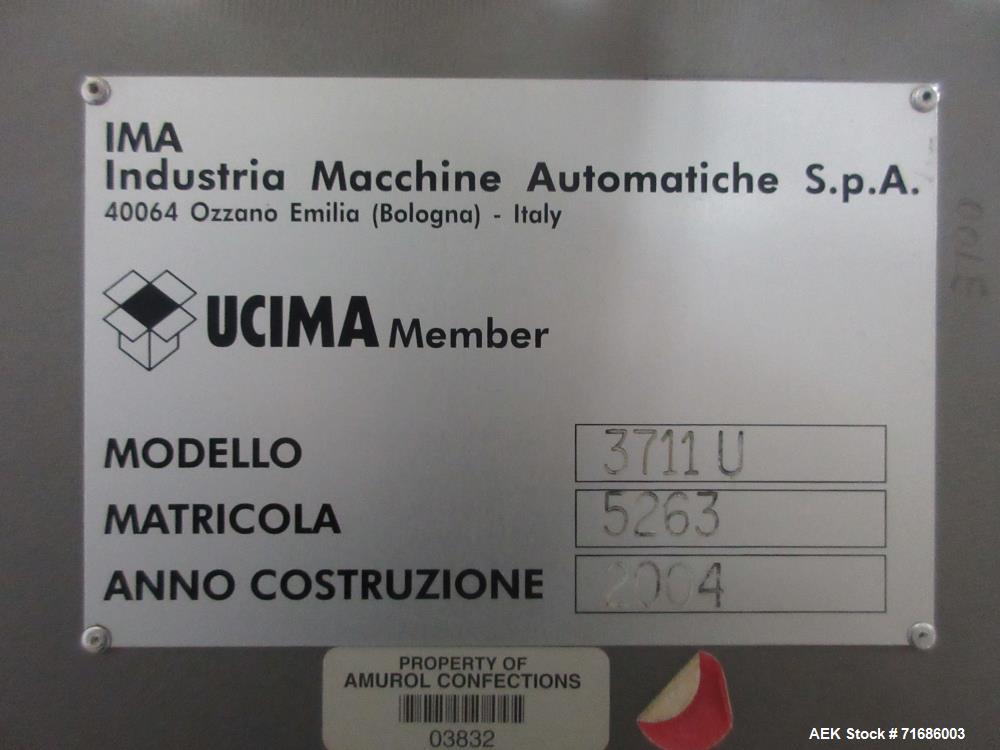 IMA
Industria Macchine Automatiche S.p.A.
40064 Ozzano Emilia (Bologna) - Italy
UCIMA Member
MODELLO 3711 U
MATRICOLA 5263
ANNO COSTRUZIONE 2004
PROPERTY OF
AMUROL CONFECTIONS
03832
AEK Stock # 71686003